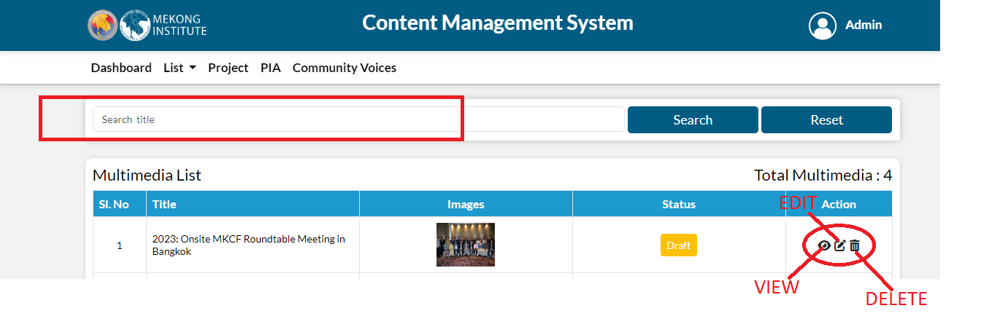 MEKONG
INSTITUTE
Content Management System
Admin
Dashboard List Project PIA Community Voices
Search title
Search
Reset
Multimedia List
Total Multimedia : 4
EDIT
Sl. No Title Images Status Action
1
2023: Onsite MKCF Roundtable Meeting in
Bangkok
Draft
VIEW
DELETE